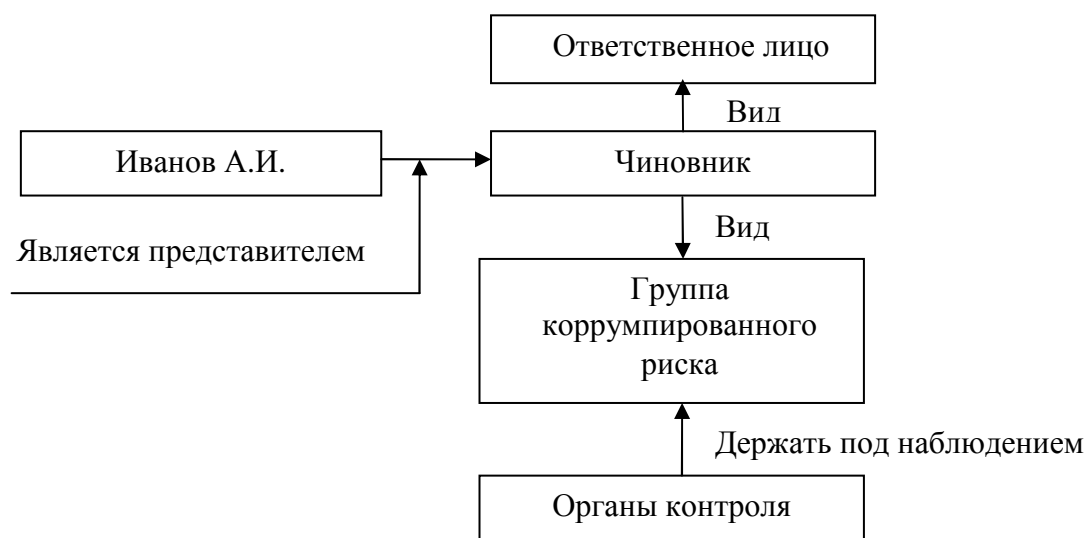 Ответственное лицо
Вид
Иванов А.И.
Чиновник
Вид
Является представителем
Группа
коррумпированного
риска
Держать под наблюдением
Органы контроля